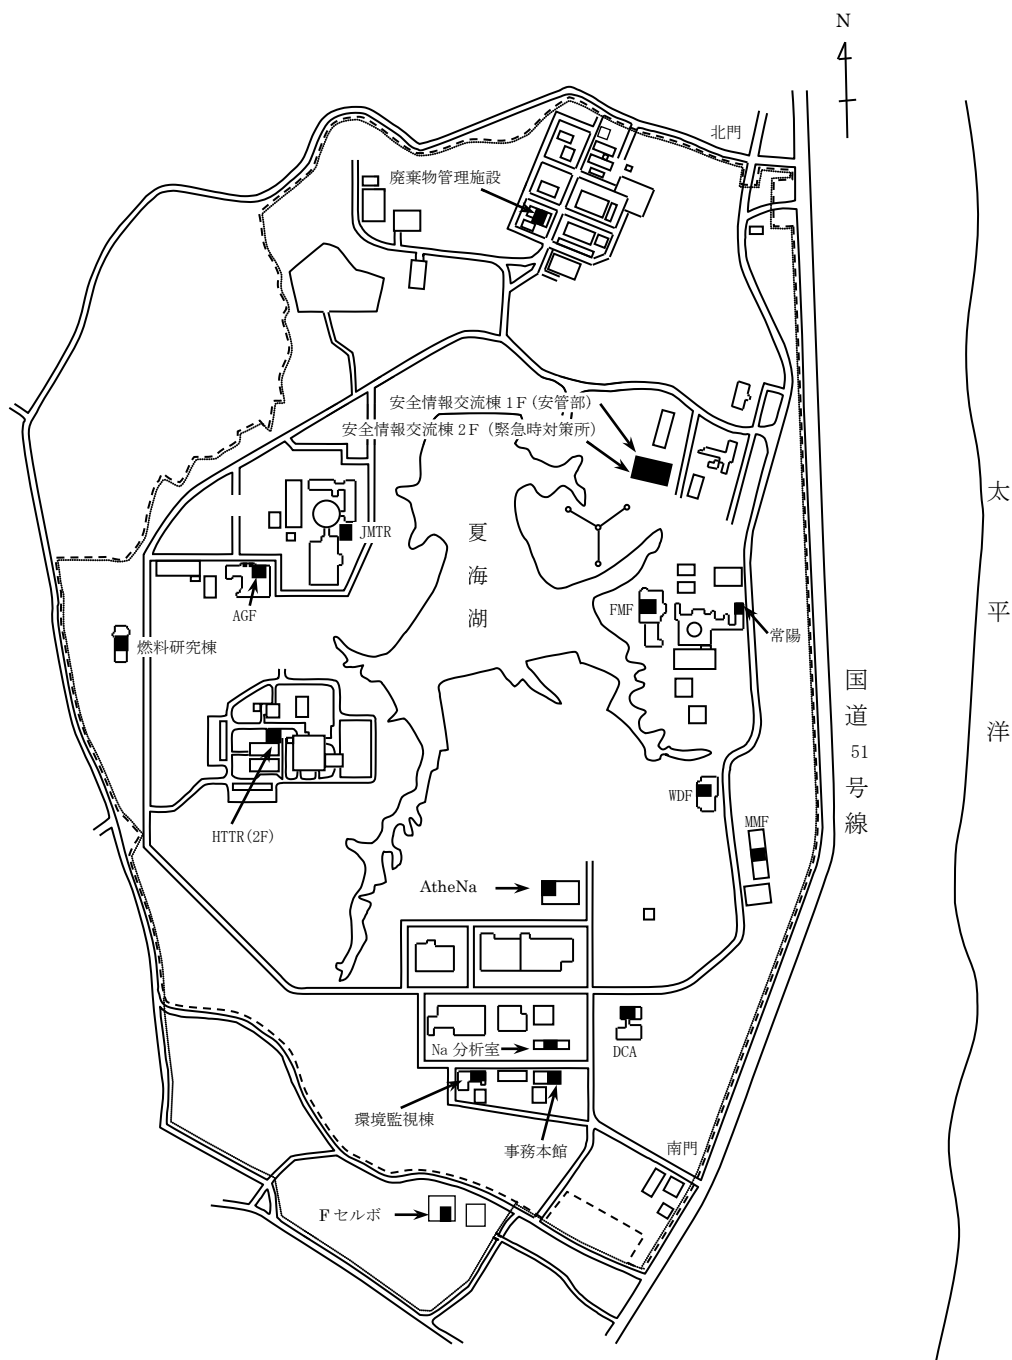 N
北門
廃棄物管理施設
安全情報交流棟 1F (安管部)
安全情報交流棟 2F (緊急時対策所)
太平洋
夏海湖
JMTR
AGF
FMF
常陽
燃料研究棟
国道51号線
WDF
HTTR(2F)
MMF
AtheNa
Na 分析室
DCA
環境監視棟
事務本館
南門
F セルボ